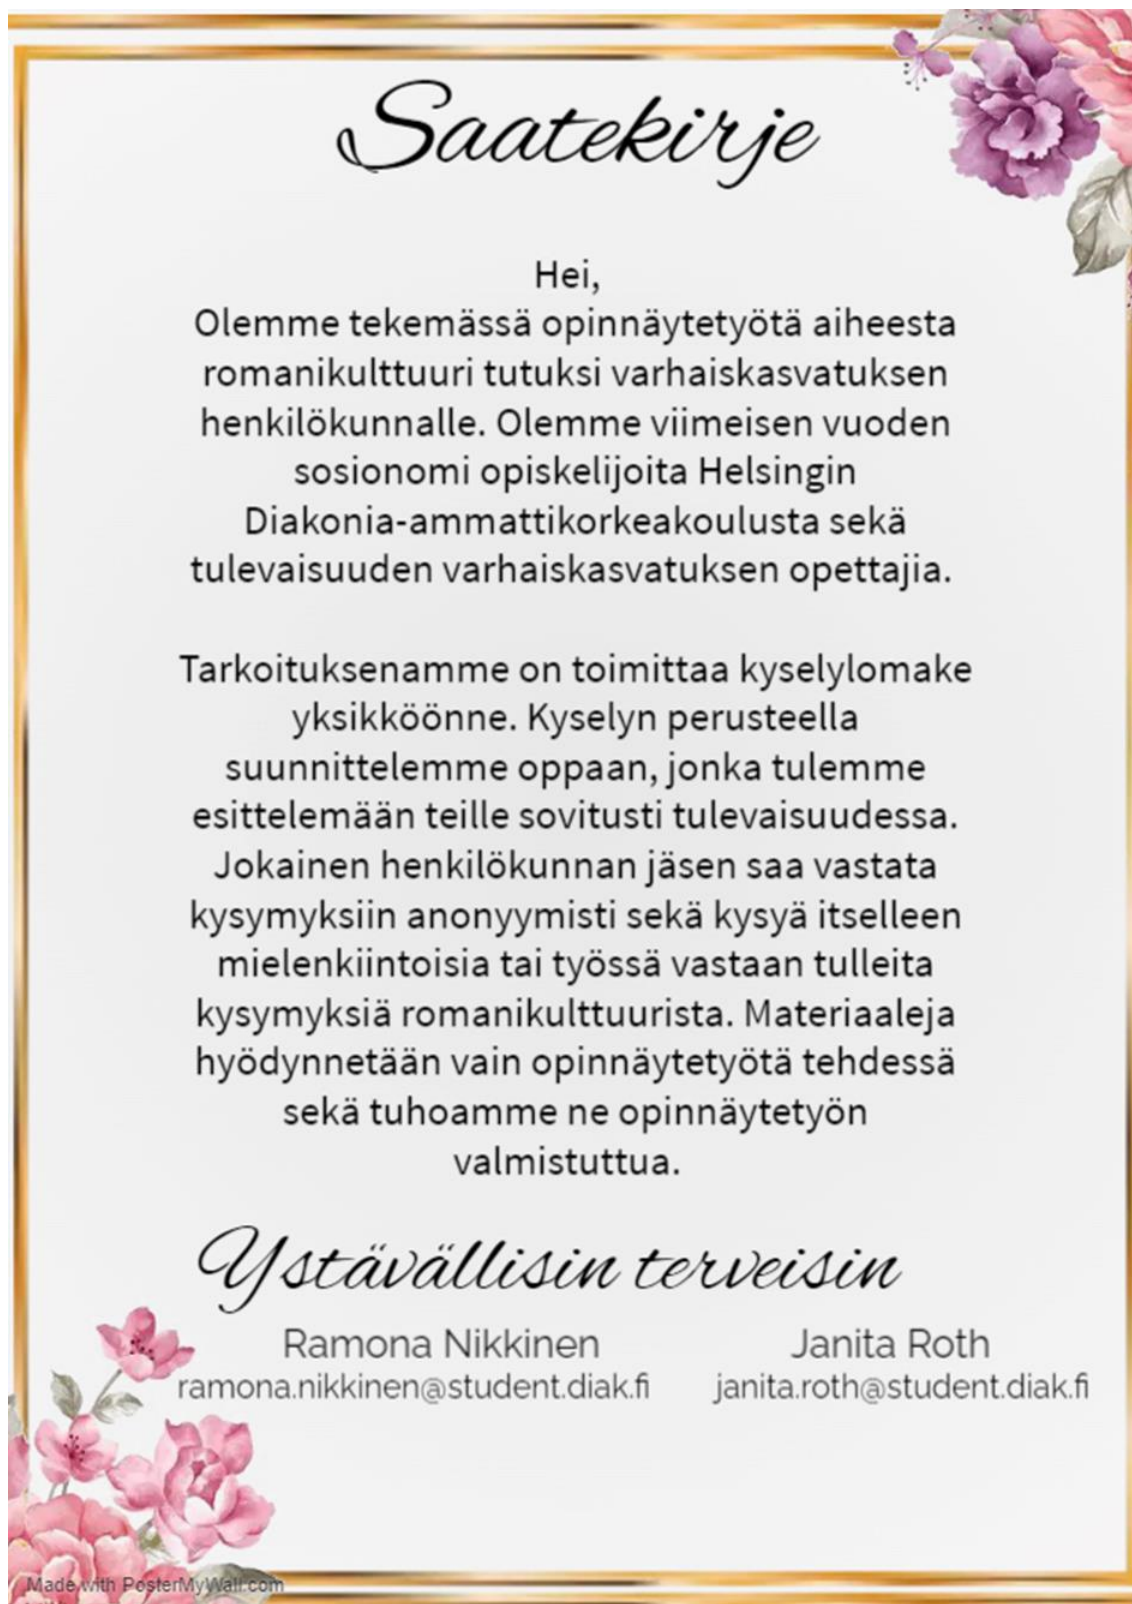 Saatekirje
Hei,
Olemme tekemässä opinnäytetyötä aiheesta
romanikulttuuri tutuksi varhaiskasvatuksen
henkilökunnalle. Olemme viimeisen vuoden
sosionomi opiskelijoita Helsingin
Diakonia-ammattikorkeakoulusta sekä
tulevaisuuden varhaiskasvatuksen opettajia.
Tarkoituksenamme on toimittaa kyselylomake
yksikköönne. Kyselyn perusteella
suunnittelemme oppaan, jonka tulemme
esittelemään teille sovitusti tulevaisuudessa.
Jokainen henkilökunnan jäsen saa vastata
kysymyksiin anonyymisti sekä kysyä itselleen
mielenkiintoisia tai työssä vastaan tulleita
kysymyksiä romanikulttuurista. Materiaaleja
hyödynnetään vain opinnäytetyötä tehdessä
sekä tuhoamme ne opinnäytetyön
valmistuttua.
Ystävällisin terveisin
Ramona Nikkinen Janita Roth
ramona.nikkinen@student.diak.fi janita.roth@student.diak.fi
Made with PosterMyWall.com